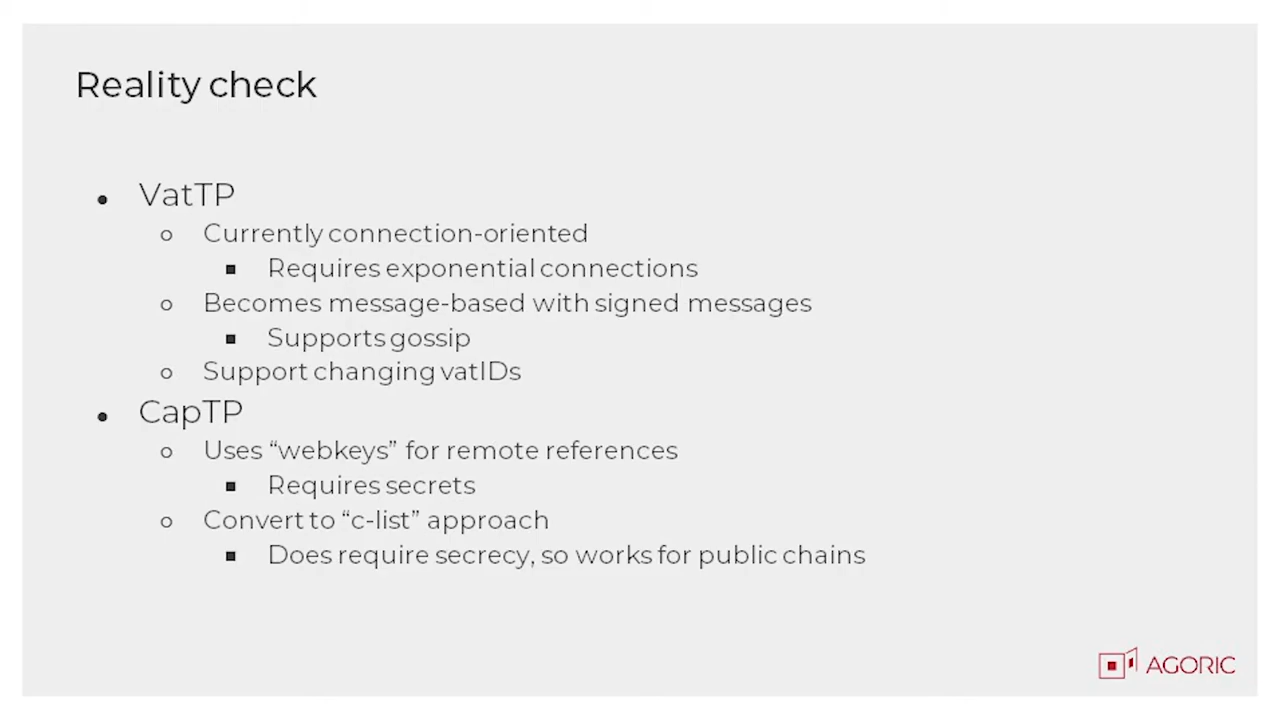 Reality check
● VatTP
○ Currently connection-oriented
■ Requires exponential connections
○ Becomes message-based with signed messages
■ Supports gossip
○ Support changing vatIDs
● CapTP
○ Uses “webkeys” for remote references
■ Requires secrets
○ Convert to “c-list” approach
■ Does require secrecy, so works for public chains
AGORIC